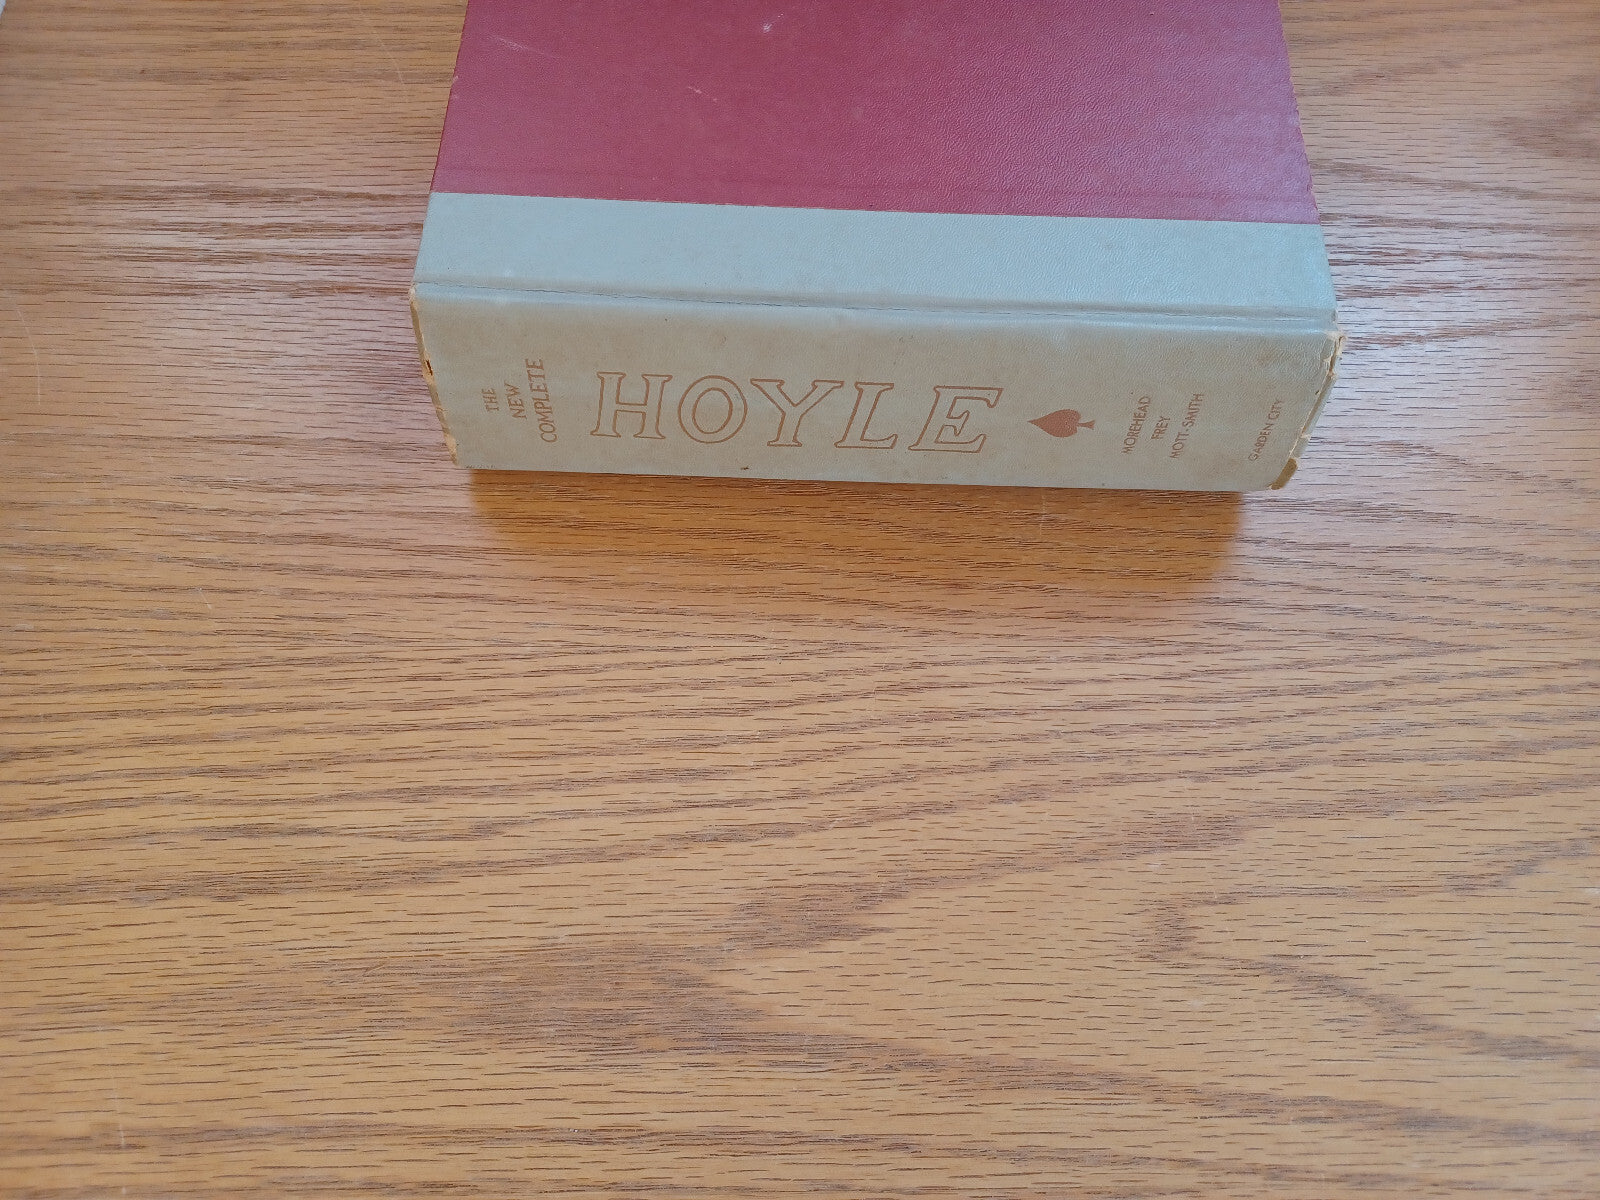 THE
NEW
COMPLETE
HOYLE
MOREHEAD
FREY
MOTT-SMITH
GARDEN CITY